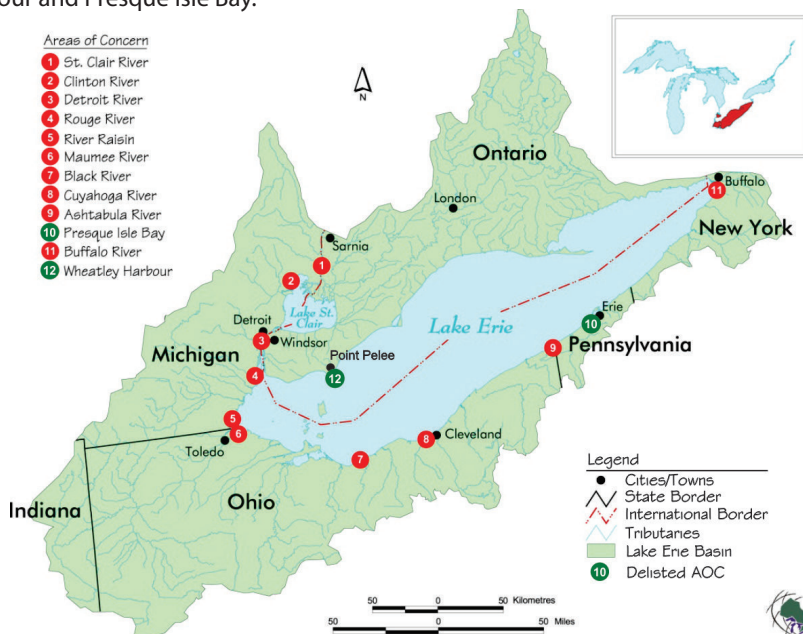 our and Presque Isle Bay.
Areas of Concern
1 St. Clair River
2 Clinton River
3 Detroit River
4 Rouge River
5 River Raisin
6 Maumee River
7 Black River
8 Cuyahoga River
9 Ashtabula River
10 Presque Isle Bay
11 Buffalo River
12 Wheatley Harbour
N
Ontario
London
Buffalo
11
New York
Sarnia
1
2
Lake St.
Clair
Detroit
3
Windsor
Michigan
Lake Erie
Erie
10
Pennsylvania
9
Point Pelee
12
4
5
6
Toledo
8
Cleveland
7
Indiana
Ohio
Legend
Cities/Towns
State Border
International Border
Tributaries
Lake Erie Basin
10 Delisted AOC
50 0 50 Kilometres
50 0 50 Miles